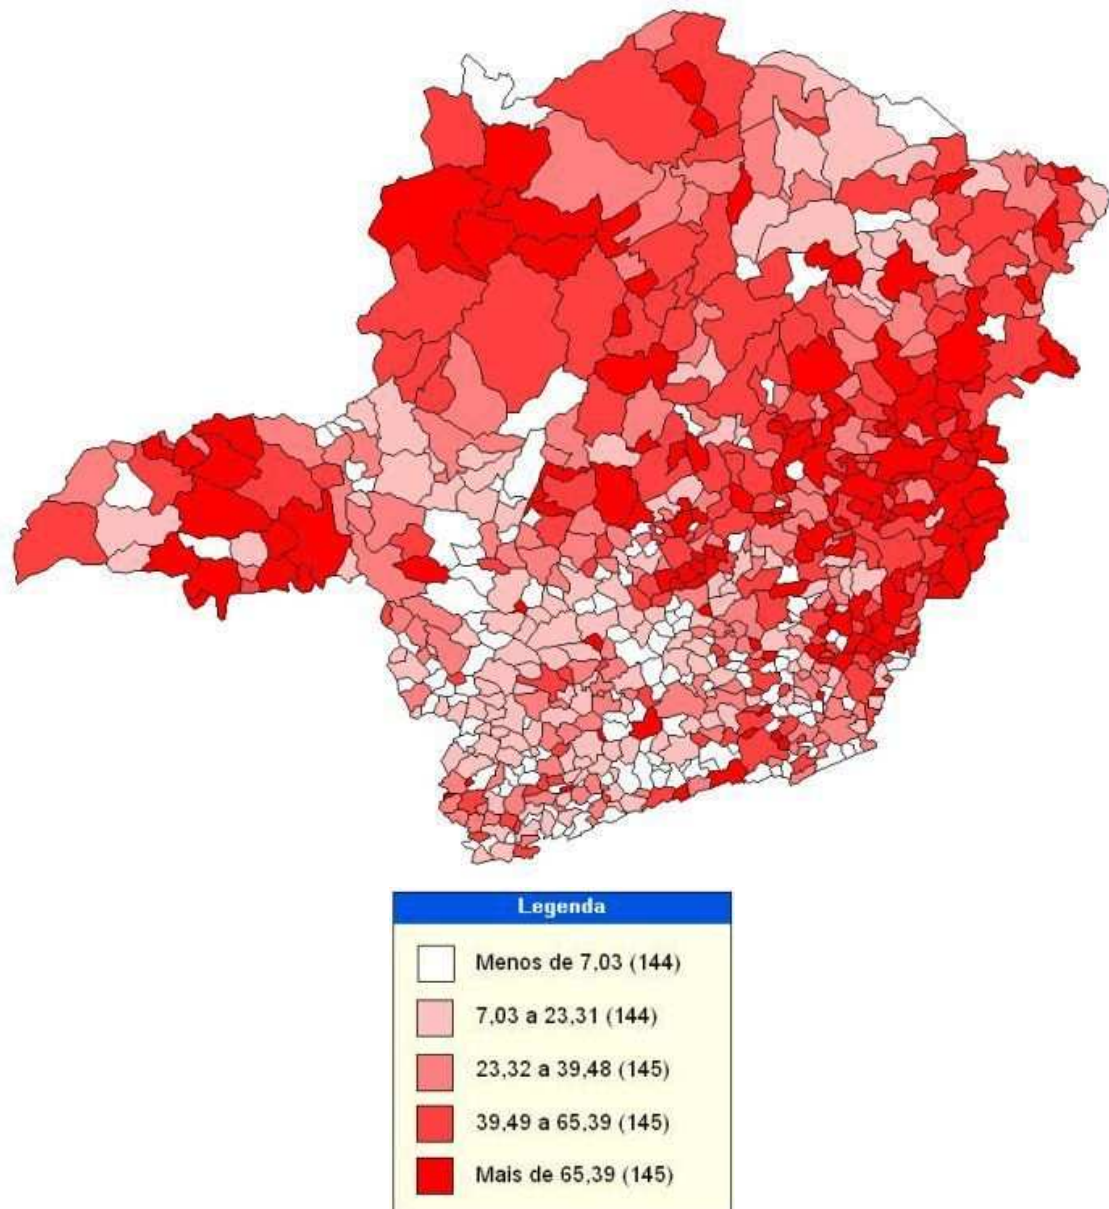 Legenda
Menos de 7,03 (144)
7,03 a 23,31 (144)
23,32 a 39,48 (145)
39,49 a 65,39 (145)
Mais de 65,39 (145)